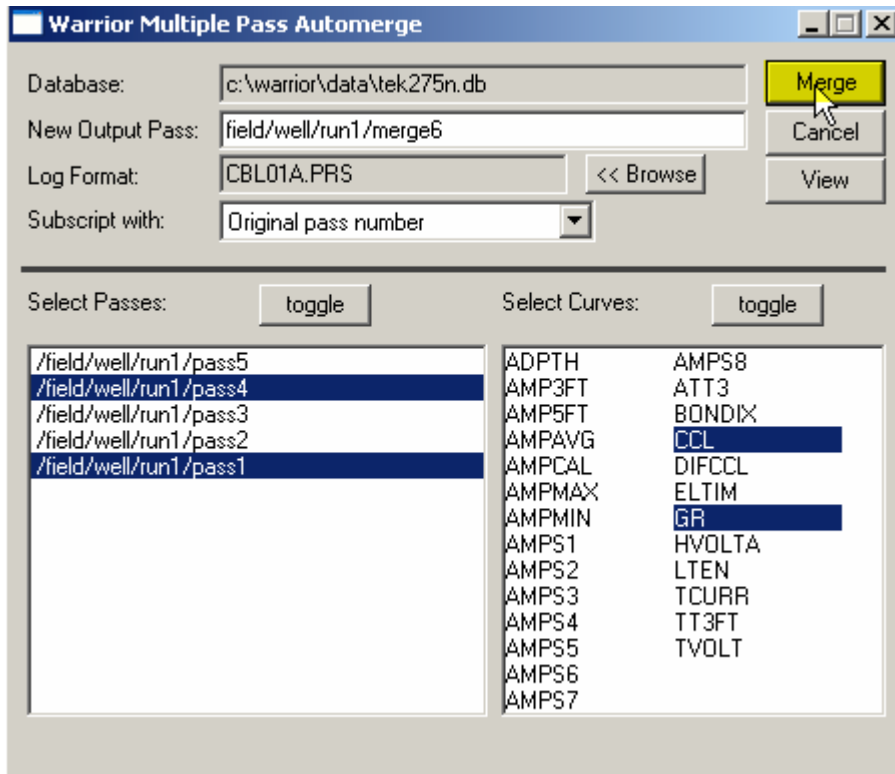 Warrior Multiple Pass Automerge
Database: c:\warrior\data\tek275n.db Merge
New Output Pass: field/well/run1/merge6 Cancel
Log Format: CBL01A.PRS << Browse View
Subscript with: Original pass number
Select Passes: toggle
/field/well/run1/pass5
/field/well/run1/pass4
/field/well/run1/pass3
/field/well/run1/pass2
/field/well/run1/pass1
Select Curves: toggle
ADPTH AMPS8
AMP3FT ATT3
AMP5FT BONDIX
AMPAVG CCL
AMPCAL DIFCCL
AMPMAX ELTIM
AMPMIN GR
AMPS1 HVOLTA
AMPS2 LTEN
AMPS3 TCURR
AMPS4 TT3FT
AMPS5 TVOLT
AMPS6
AMPS7